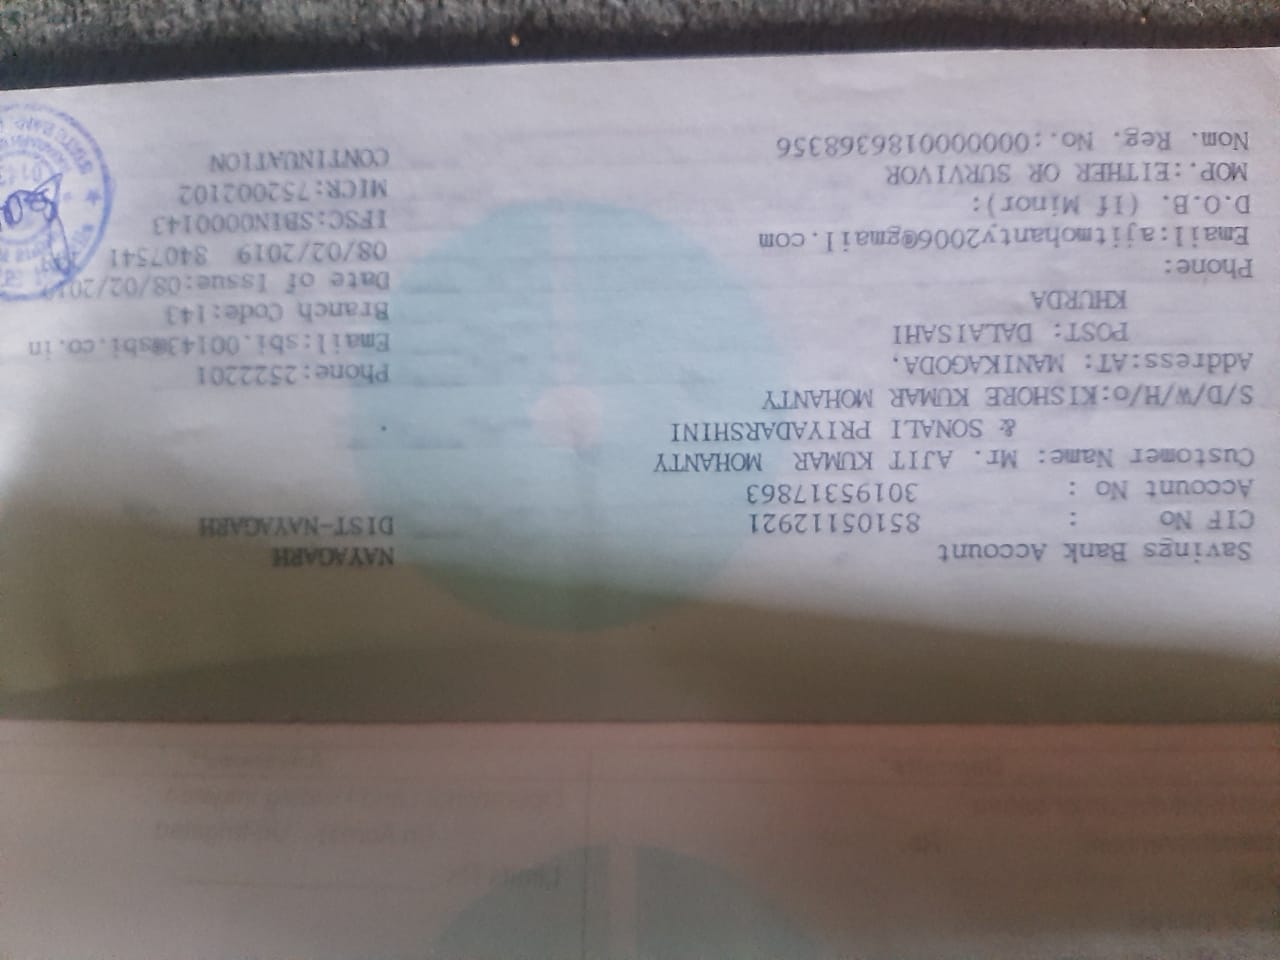 Savings Bank Account
CIF No : 85105112921
Account No : 30195317863
Customer Name: Mr. AJIT KUMAR MOHANTY
& SONALI PRIYADARSHINI
S/D/W/H/o:KISHORE KUMAR MOHANTY
Address:AT: MANIKAGODA,
POST: DALAISAHI
KHURDA
Phone:
Email:ajitmohanty2006@gmail.com
D.O.B. (If Minor):
MOP.:EITHER OR SURVIVOR
Nom. Reg. No.:0000000186368356
NAYAGARH
DIST-NAYAGARH
Phone:252201
Email:sbi.00143@sbi.co.in
Branch Code:143
Date of Issue:08/02/2019
08/02/2019 8407541
IFSC:SBIN0000143
MICR:752002102
CONTINUATION